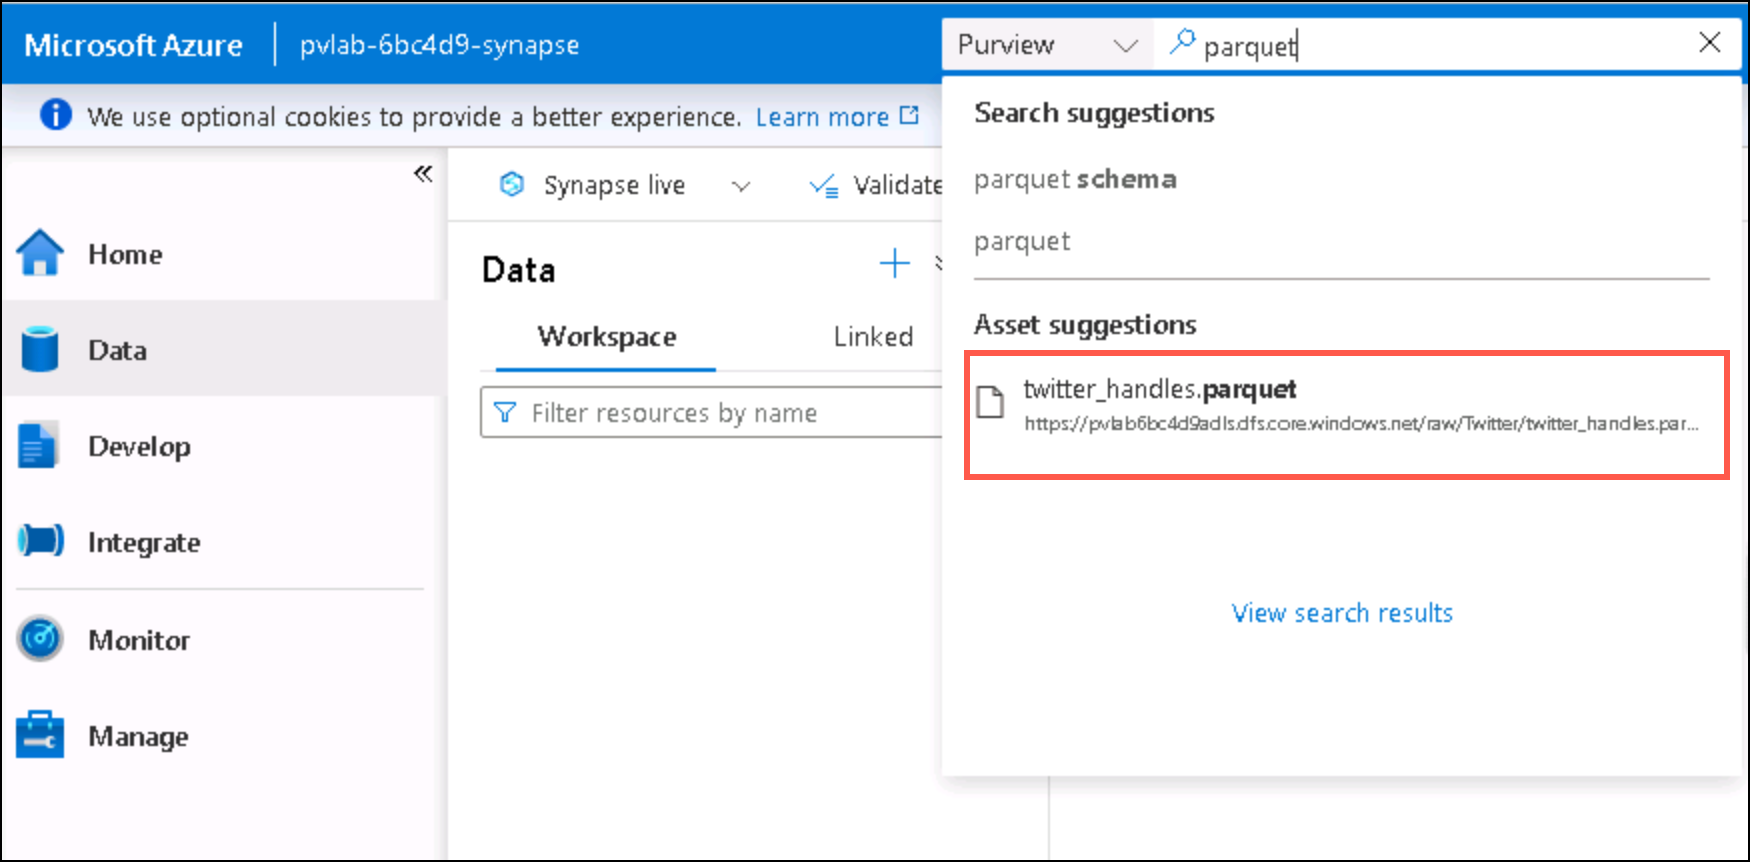 Microsoft Azure
pvlab-6bc4d9-synapse
Purview
parquet
We use optional cookies to provide a better experience. Learn more
Search suggestions
parquet schema
parquet
Asset suggestions
twitter_handles.parquet
https://pvlab6bc4d9adls.dfs.core.windows.net/raw/Twitter/twitter_handles.par...
View search results
Home
Data
Develop
Integrate
Monitor
Manage
Synapse live
Validate
Data
Workspace
Linked
Filter resources by name